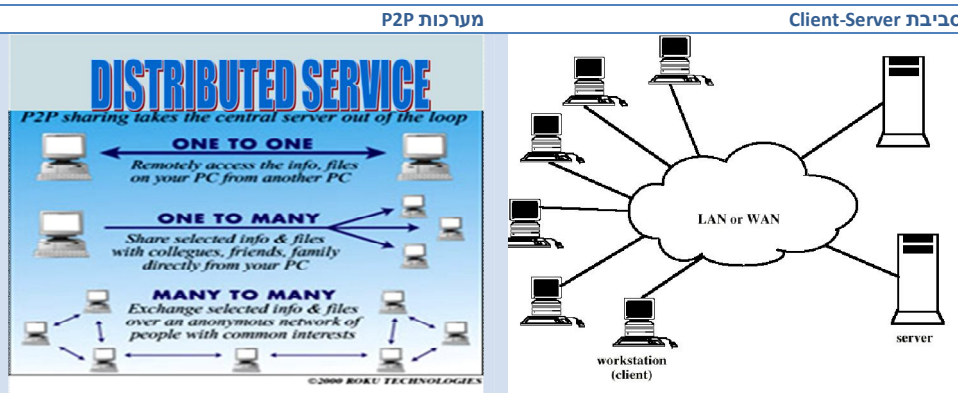 סביבת Client-Server
מערכות P2P
DISTRIBUTED SERVICE
P2P sharing takes the central server out of the loop
ONE TO ONE
Remotely access the info, files
on your PC from another PC
ONE TO MANY
Share selected info & files
with collegues, friends, family
directly from your PC
MANY TO MANY
Exchange selected info & files
over an anonymous network of
people with common interests
©2000 ROKU TECHNOLOGIES
LAN or WAN
server
workstation
(client)